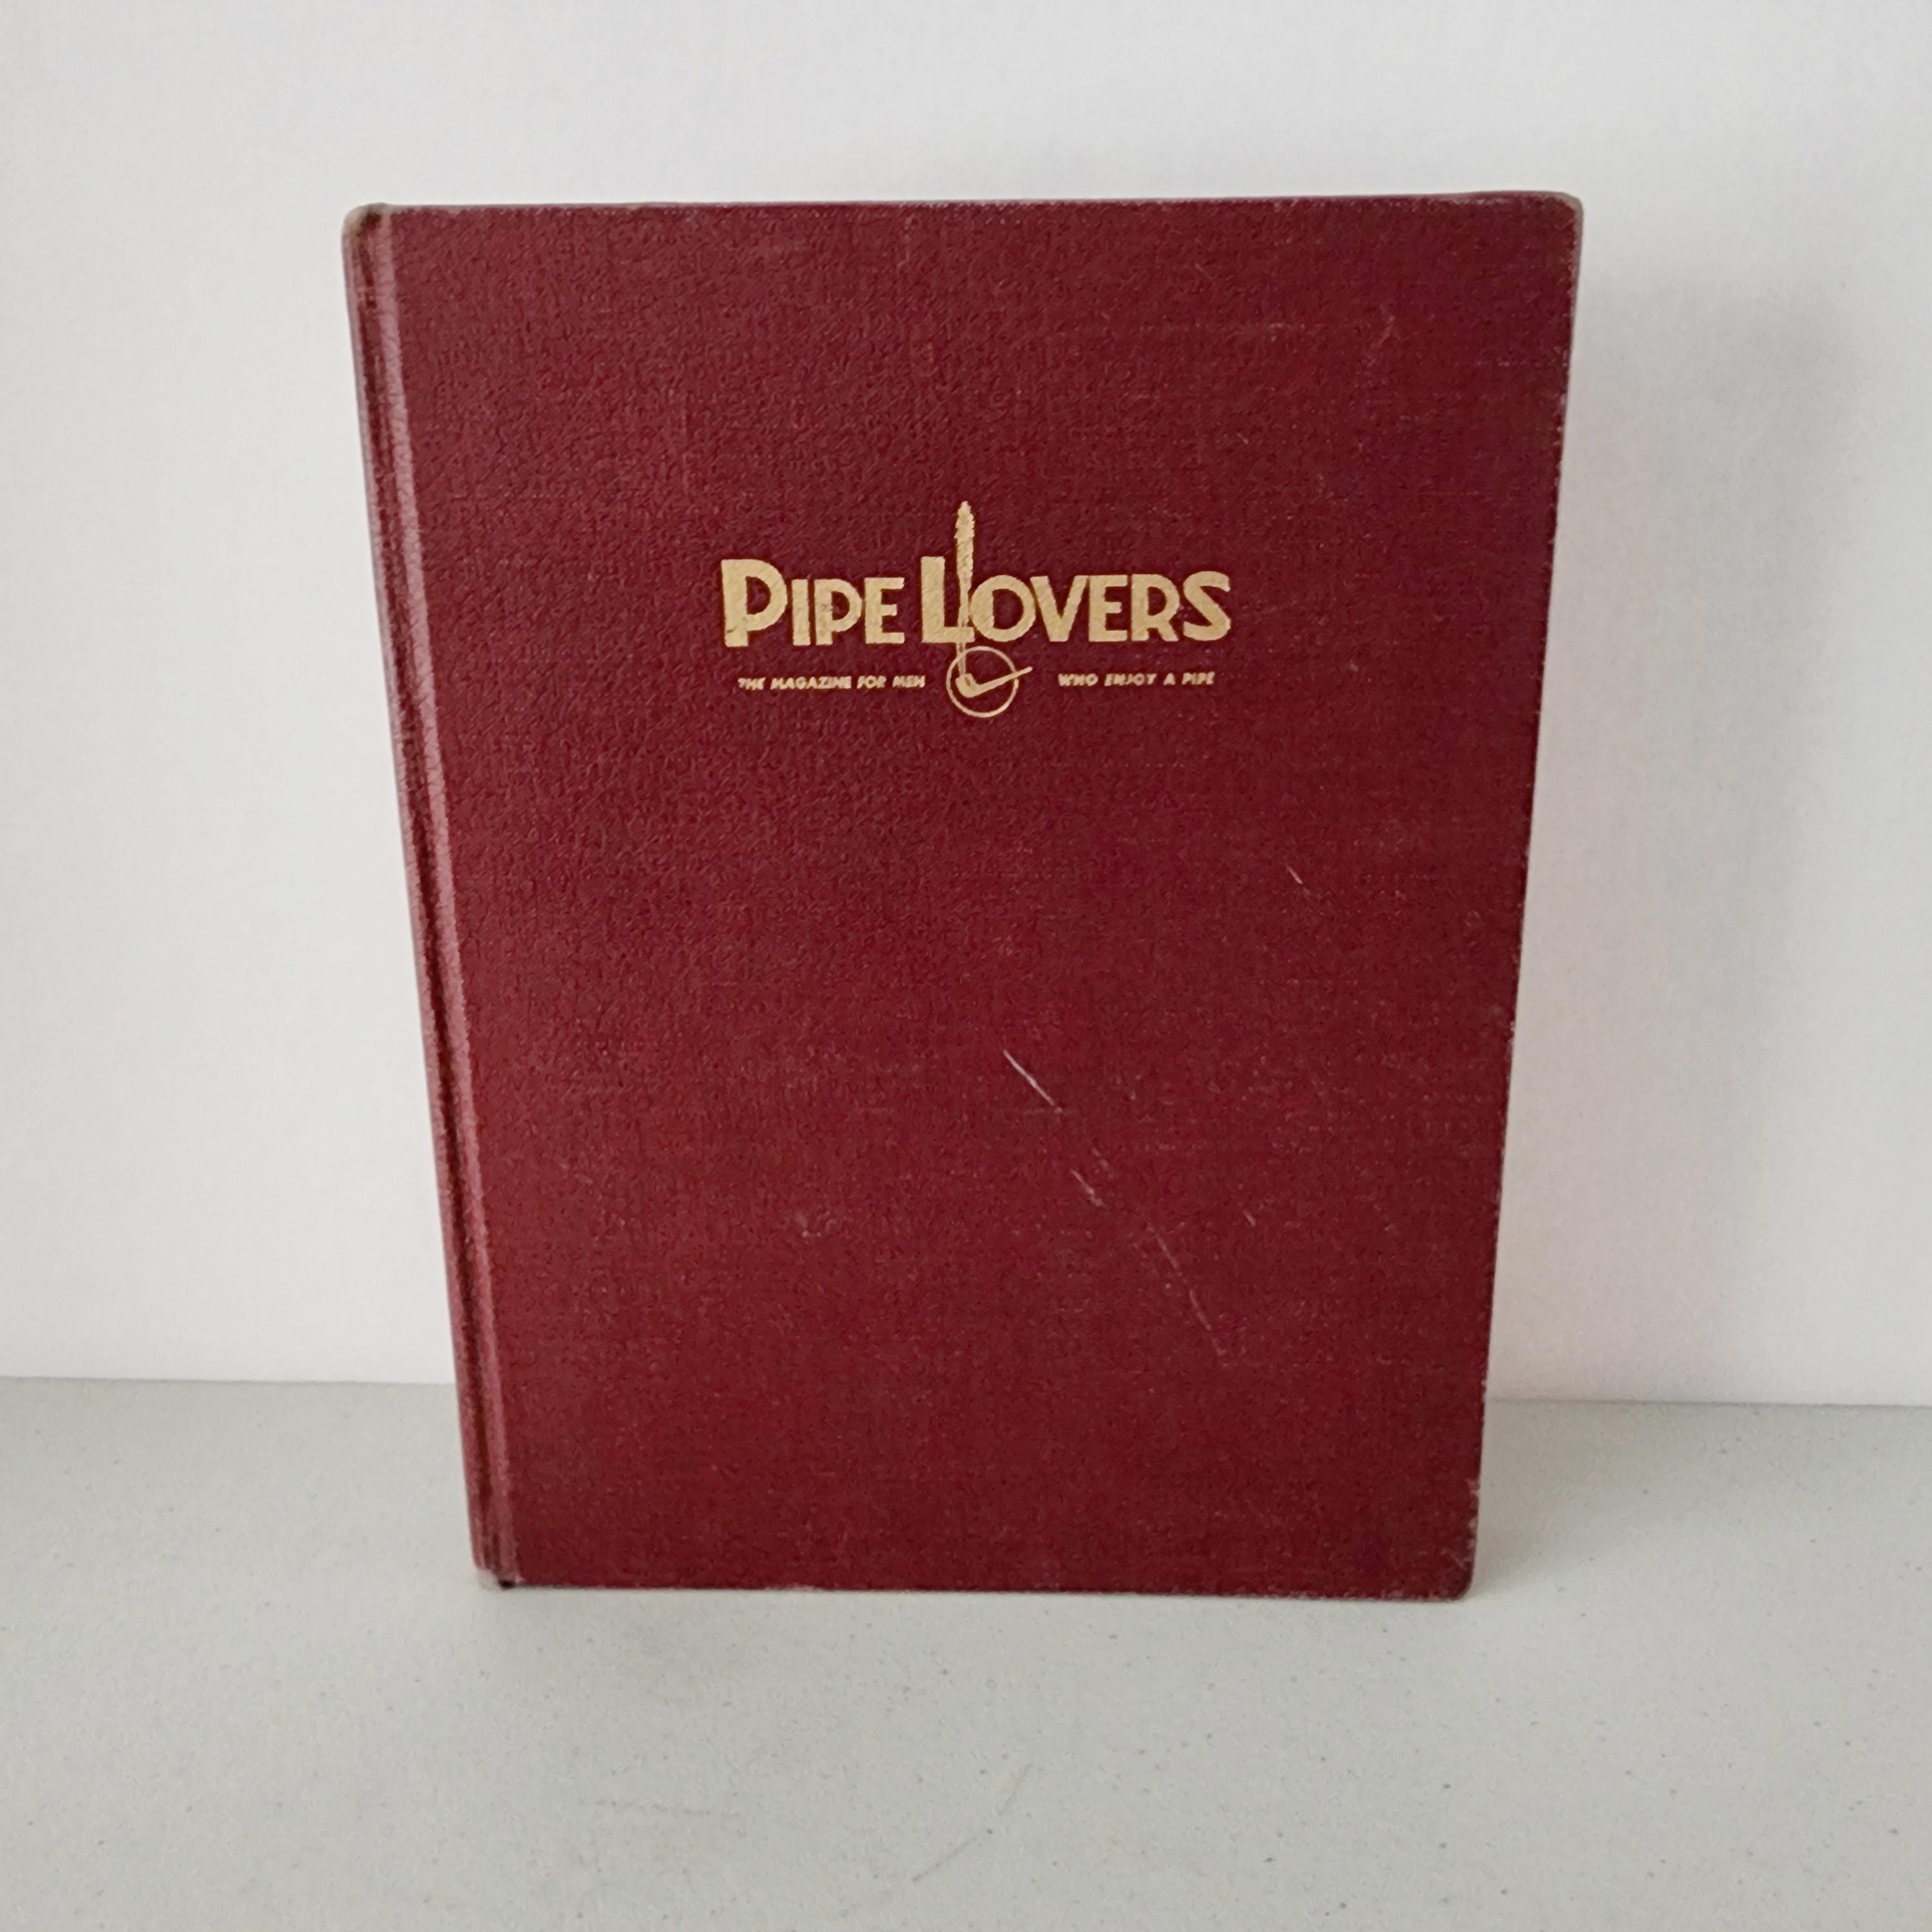 PIPE LOVERS
THE MAGAZINE FOR MEN WHO ENJOY A PIPE